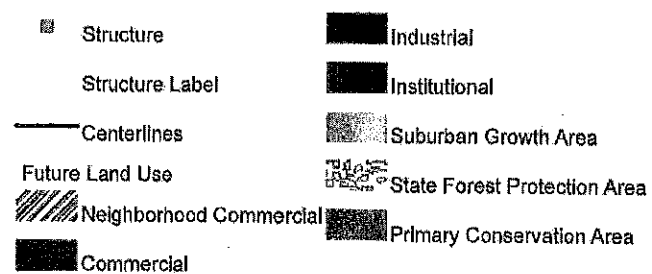 Structure
Structure Label
Centerlines
Future Land Use
Neighborhood Commercial
Commercial
Industrial
Institutional
Suburban Growth Area
State Forest Protection Area
Primary Conservation Area